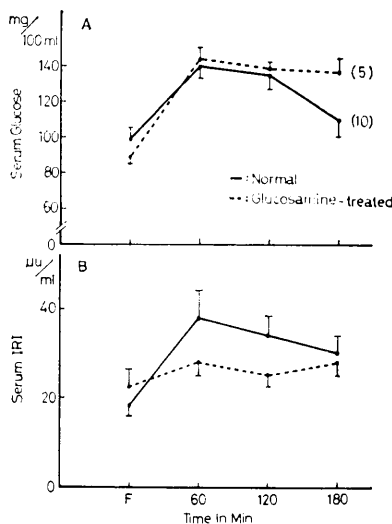 mg/
100ml
A
140
120
100
80
60
0
Serum Glucose
(5)
(10)
: Normal
: Glucosamine-treated
μu/
ml
B
40
20
0
Serum IRI
F 60 120 180
Time in Min